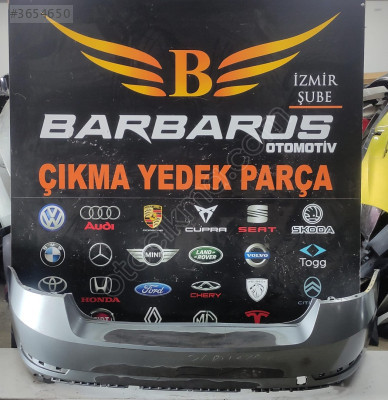 #3654650
B
İZMİR
ŞUBE
BARBARUS
OTOMOTİV
ÇIKMA YEDEK PARÇA
Audi
CUPRA
SEAT
SKODA
MINI
LAND ROVER
VOLVO
Togg
HONDA
Ford
CHERY
TESLA